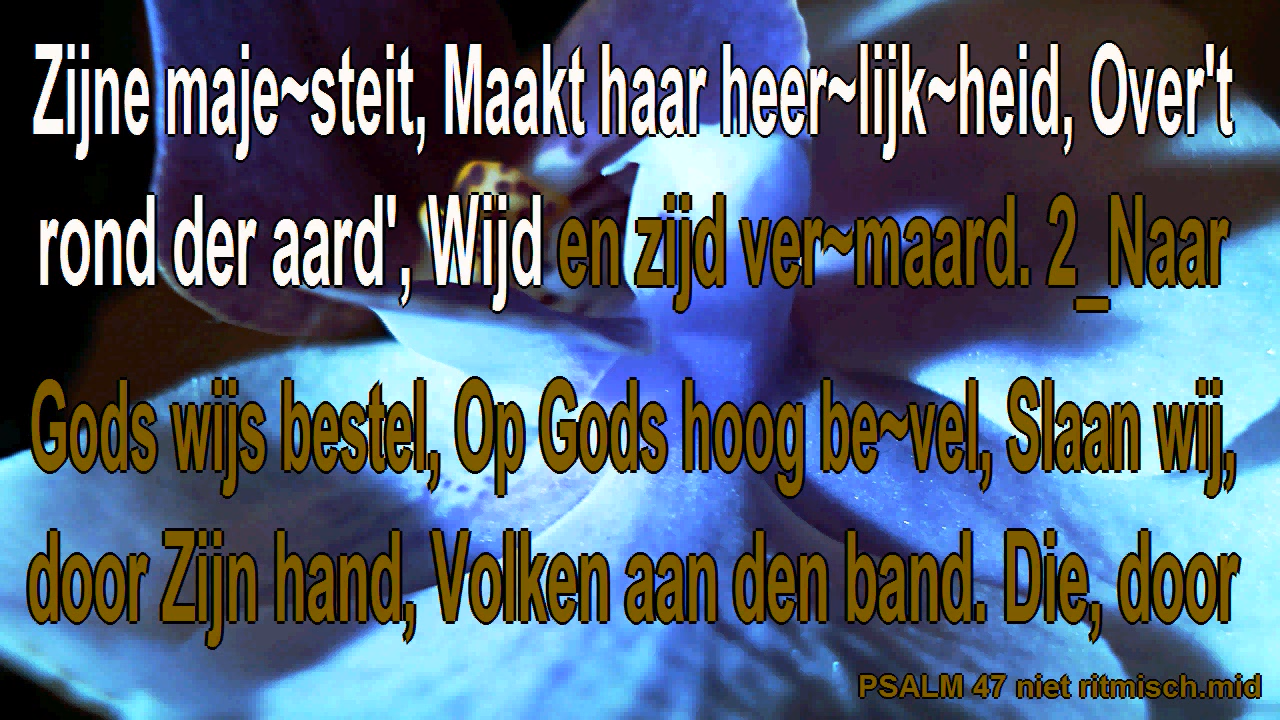 Zijne maje~steit, Maakt haar heer~lijk~heid, Over't
rond der aard', Wijd en zijd ver~maard. 2_Naar
Gods wijs bestel, Op Gods hoog be~vel, Slaan wij,
door Zijn hand, Volken aan den band. Die, door
PSALM 47 niet ritmisch.mid